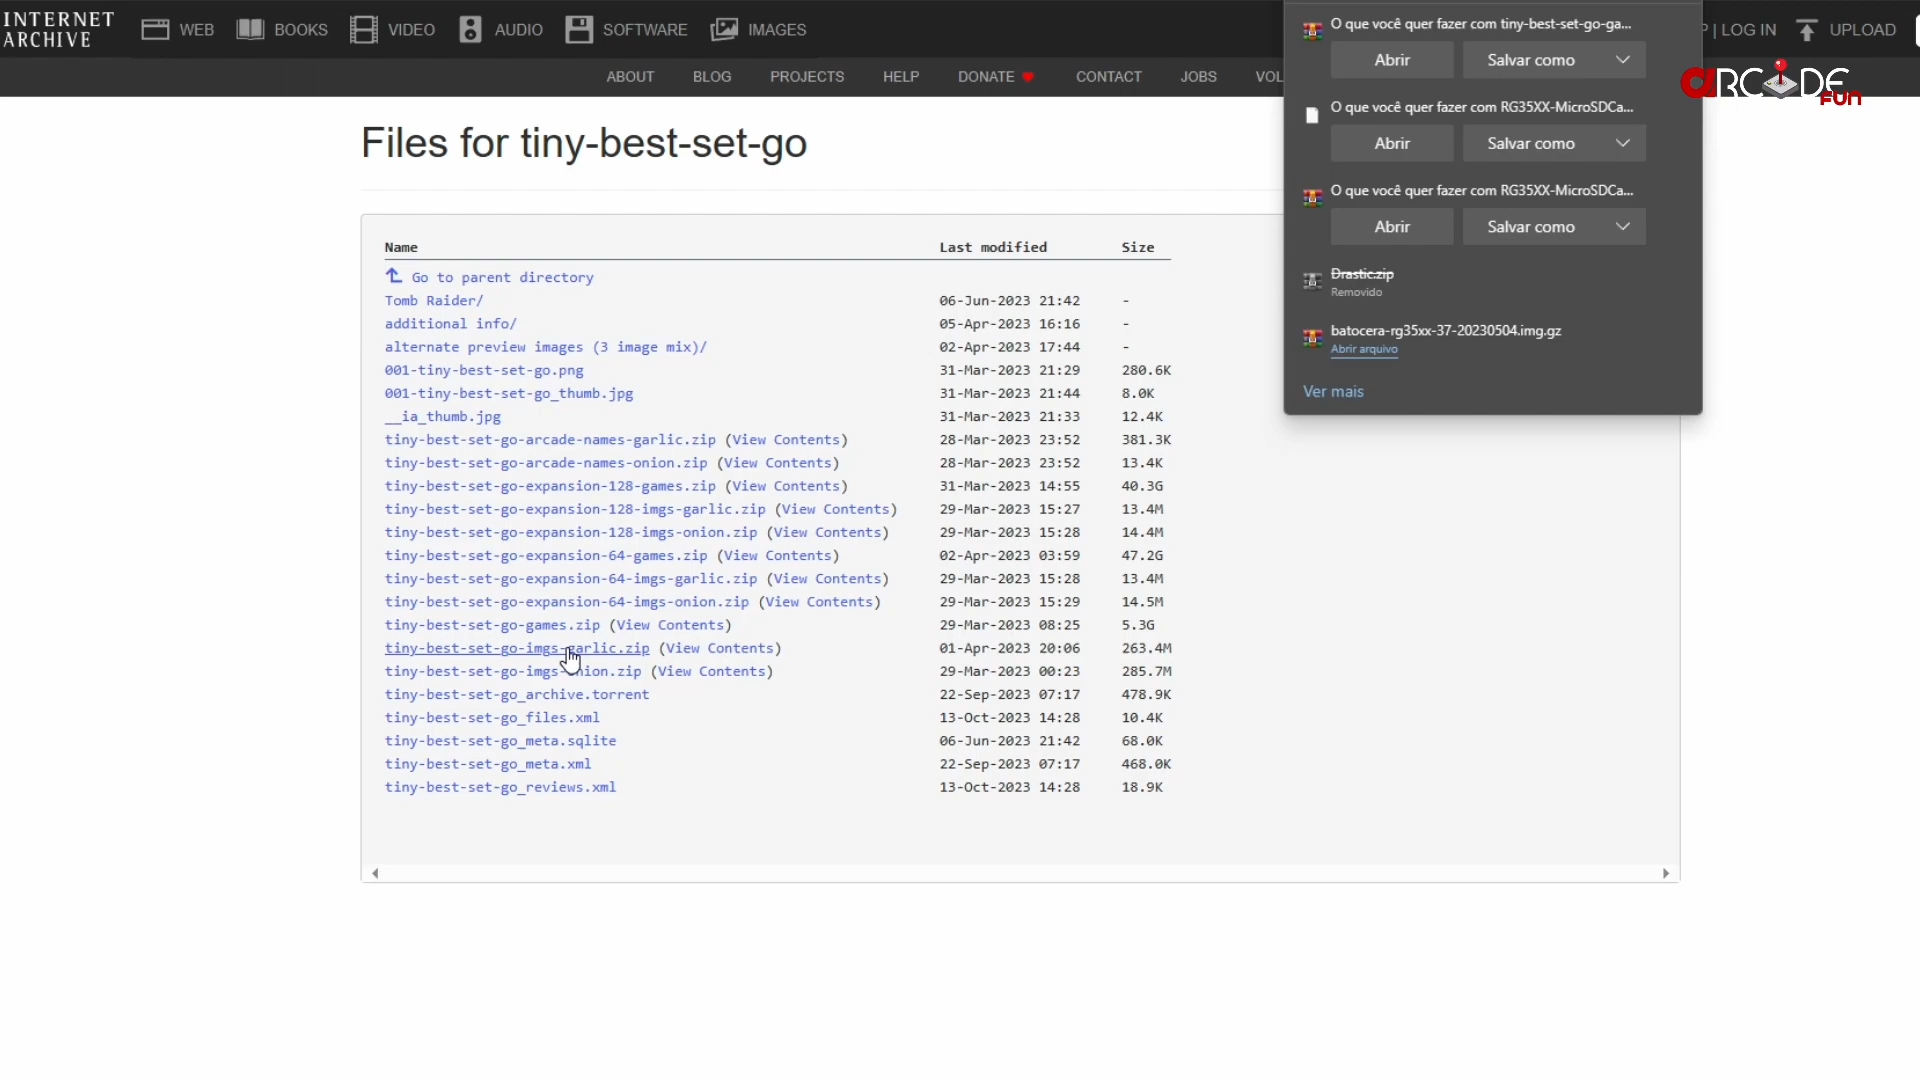 INTERNET
ARCHIVE
WEB BOOKS VIDEO AUDIO SOFTWARE IMAGES
P | LOG IN UPLOAD
ABOUT BLOG PROJECTS HELP DONATE CONTACT JOBS VOL
ARCADE
FUN
Files for tiny-best-set-go
Name Last modified Size
Go to parent directory
Tomb Raider/ 06-Jun-2023 21:42 -
additional info/ 05-Apr-2023 16:16 -
alternate preview images (3 image mix)/ 02-Apr-2023 17:44 -
001-tiny-best-set-go.png 31-Mar-2023 21:29 280.6K
001-tiny-best-set-go_thumb.jpg 31-Mar-2023 21:44 8.0K
__ia_thumb.jpg 31-Mar-2023 21:33 12.4K
tiny-best-set-go-arcade-names-garlic.zip (View Contents) 28-Mar-2023 23:52 381.3K
tiny-best-set-go-arcade-names-onion.zip (View Contents) 28-Mar-2023 23:52 13.4K
tiny-best-set-go-expansion-128-games.zip (View Contents) 31-Mar-2023 14:55 40.3G
tiny-best-set-go-expansion-128-imgs-garlic.zip (View Contents) 29-Mar-2023 15:27 13.4M
tiny-best-set-go-expansion-128-imgs-onion.zip (View Contents) 29-Mar-2023 15:28 14.4M
tiny-best-set-go-expansion-64-games.zip (View Contents) 02-Apr-2023 03:59 47.2G
tiny-best-set-go-expansion-64-imgs-garlic.zip (View Contents) 29-Mar-2023 15:28 13.4M
tiny-best-set-go-expansion-64-imgs-onion.zip (View Contents) 29-Mar-2023 15:29 14.5M
tiny-best-set-go-games.zip (View Contents) 29-Mar-2023 08:25 5.3G
tiny-best-set-go-imgs-garlic.zip (View Contents) 01-Apr-2023 20:06 263.4M
tiny-best-set-go-imgs-onion.zip (View Contents) 29-Mar-2023 00:23 285.7M
tiny-best-set-go_archive.torrent 22-Sep-2023 07:17 478.9K
tiny-best-set-go_files.xml 13-Oct-2023 14:28 10.4K
tiny-best-set-go_meta.sqlite 06-Jun-2023 21:42 68.0K
tiny-best-set-go_meta.xml 22-Sep-2023 07:17 468.0K
tiny-best-set-go_reviews.xml 13-Oct-2023 14:28 18.9K
O que você quer fazer com tiny-best-set-go-ga...
Abrir Salvar como
O que você quer fazer com RG35XX-MicroSDCa...
Abrir Salvar como
O que você quer fazer com RG35XX-MicroSDCa...
Abrir Salvar como
Drastic.zip
Removido
batocera-rg35xx-37-20230504.img.gz
Abrir arquivo
Ver mais